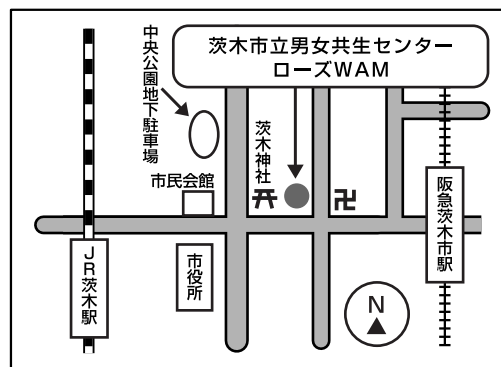 茨木市立男女共生センター
ローズWAM
中央公園地下駐車場
茨木神社
市民会館
卍
阪急茨木市駅
JR茨木駅
市役所
N